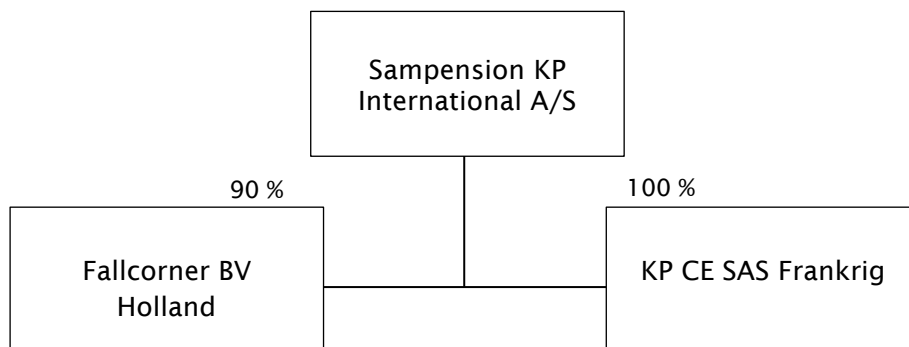 Sampension KP
International A/S
90 %
100 %
Fallcorner BV
Holland
KP CE SAS Frankrig